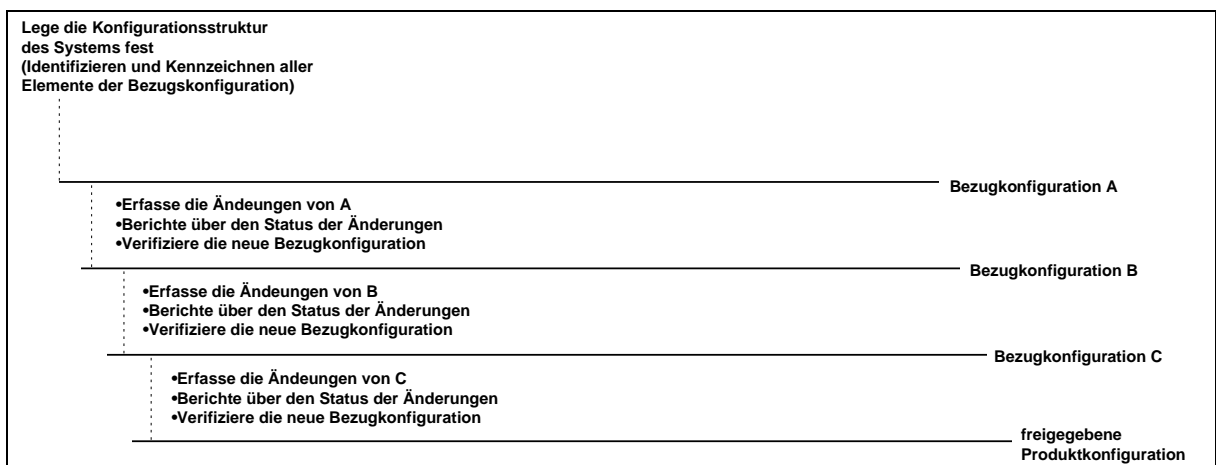 Lege die Konfigurationsstruktur
des Systems fest
(Identifizieren und Kennzeichnen aller
Elemente der Bezugskonfiguration)
Bezugkonfiguration A
•Erfasse die Ändeungen von A
•Berichte über den Status der Änderungen
•Verifiziere die neue Bezugkonfiguration
Bezugkonfiguration B
•Erfasse die Ändeungen von B
•Berichte über den Status der Änderungen
•Verifiziere die neue Bezugkonfiguration
Bezugkonfiguration C
•Erfasse die Ändeungen von C
•Berichte über den Status der Änderungen
•Verifiziere die neue Bezugkonfiguration
freigegebene
Produktkonfiguration